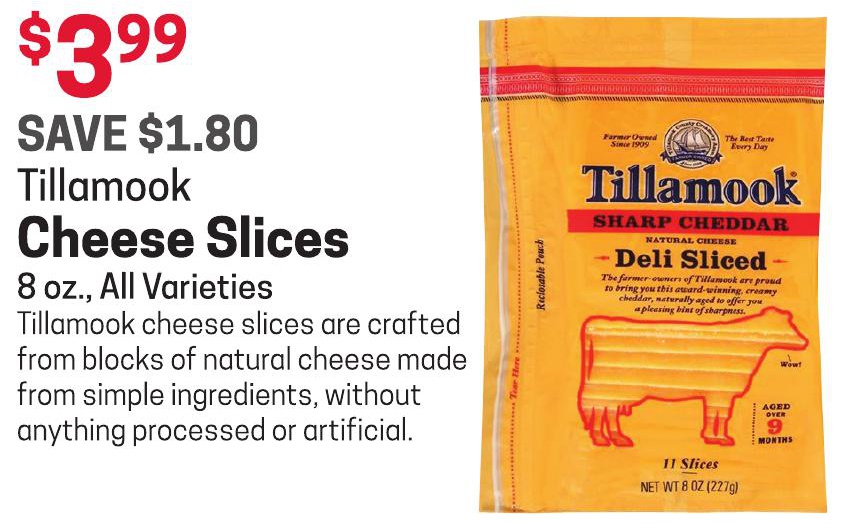 $3.99
SAVE $1.80
Tillamook
Cheese Slices
8 oz., All Varieties
Tillamook cheese slices are crafted
from blocks of natural cheese made
from simple ingredients, without
anything processed or artificial.
Farmer Owned
Since 1909
The Best Taste
Every Day
Tillamook®
SHARP CHEDDAR
NATURAL CHEESE
Deli Sliced
The farmer-owners of Tillamook are proud
to bring you this award-winning, creamy
cheddar, naturally aged to offer you
a pleasing hint of sharpness.
Reclosable Pouch
Tear Here
Wow!
AGED
OVER
9
MONTHS
11 Slices
NET WT 8 OZ (227g)